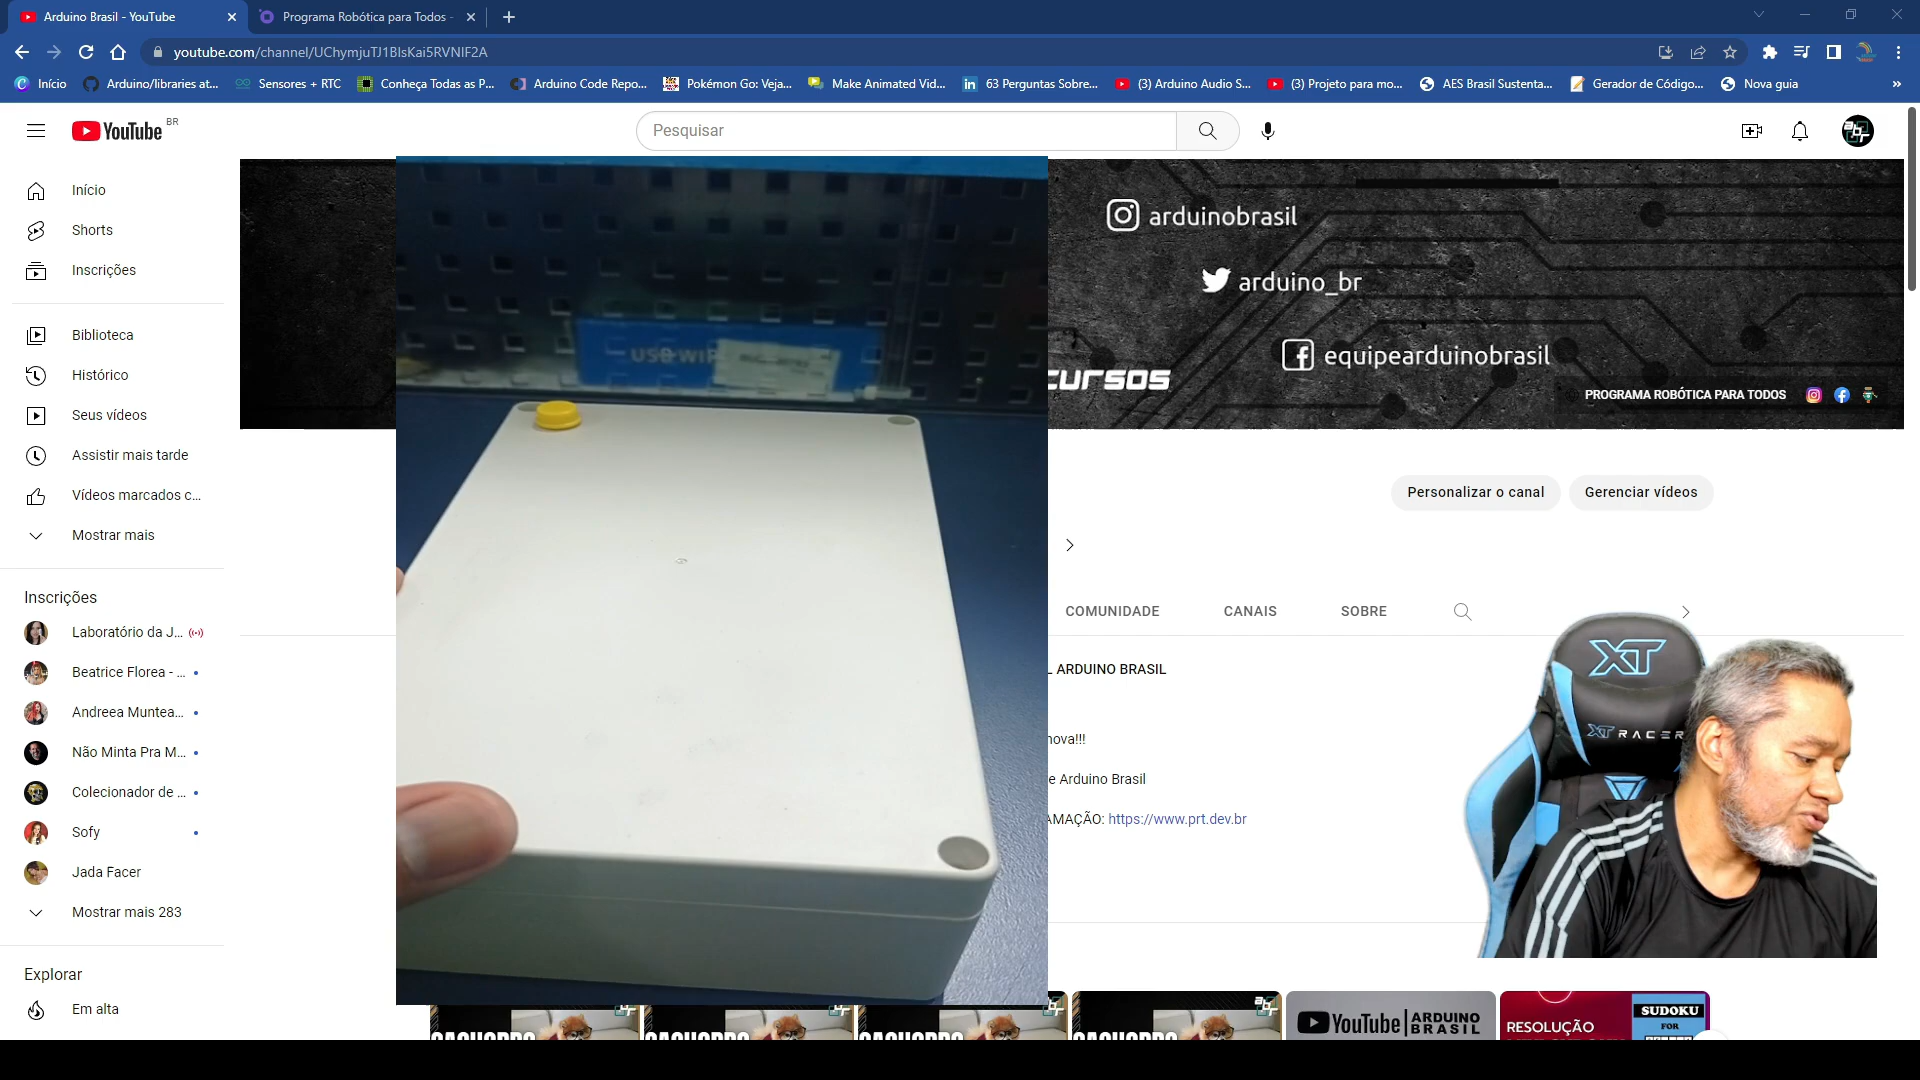 Arduino Brasil - YouTube
Programa Robótica para Todos -
youtube.com/channel/UChymjuTJ1BIsKai5RVNIF2A
Início
Arduino/libraries at...
Sensores + RTC
Conheça Todas as P...
Arduino Code Repo...
Pokémon Go: Veja...
Make Animated Vid...
63 Perguntas Sobre...
(3) Arduino Audio S...
(3) Projeto para mo...
AES Brasil Sustenta...
Gerador de Código...
Nova guia
»
YouTube BR
Pesquisar
Início
Shorts
Inscrições
Biblioteca
Histórico
Seus vídeos
Assistir mais tarde
Vídeos marcados c...
Mostrar mais
Inscrições
Laboratório da J...
Beatrice Florea - ...
Andreea Muntea...
Não Minta Pra M...
Colecionador de ...
Sofy
Jada Facer
Mostrar mais 283
Explorar
Em alta
USB WIF
arduinobrasil
arduino_br
equipearduinobrasil
cursos
PROGRAMA ROBÓTICA PARA TODOS
Personalizar o canal
Gerenciar vídeos
COMUNIDADE
CANAIS
SOBRE
L ARDUINO BRASIL
nova!!!
e Arduino Brasil
AMAÇÃO: https://www.prt.dev.br
XT
XT RACER
YouTube | ARDUINO BRASIL
RESOLUÇÃO
SUDOKU
FOR